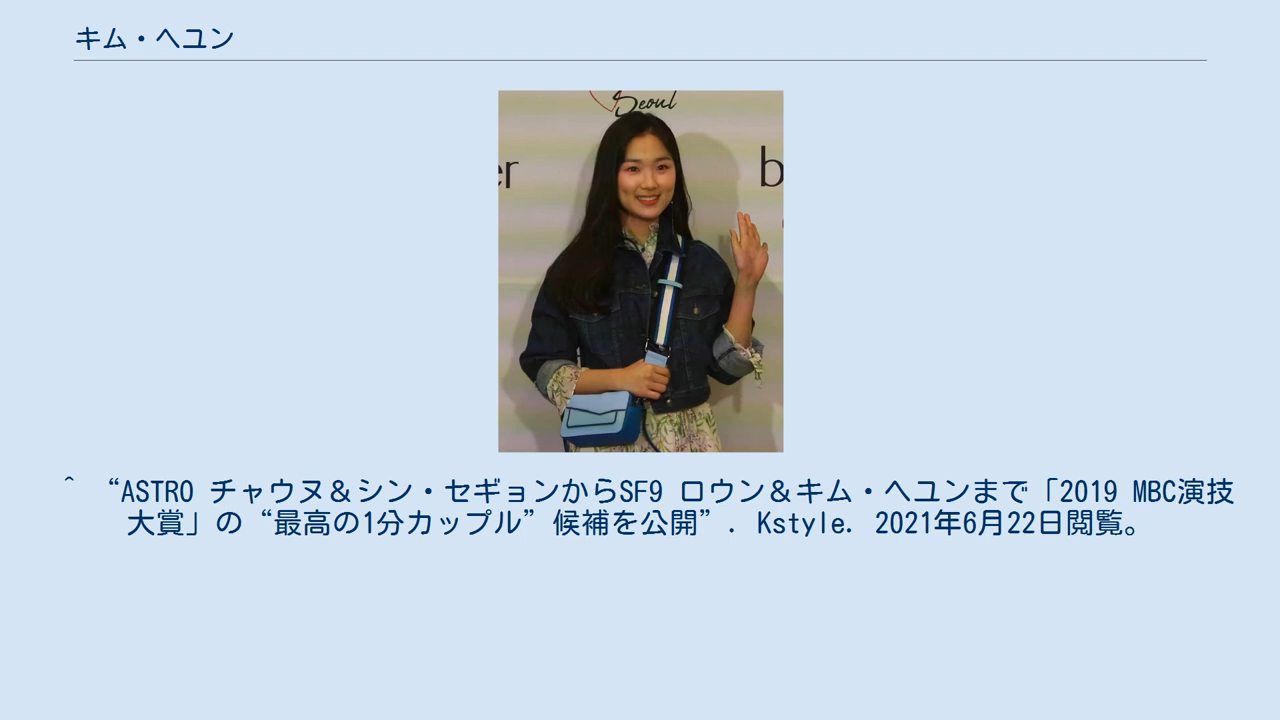 キム・ヘユン
Seoul
er
b
^ “ASTRO チャウヌ＆シン・セギョンからSF9 ロウン＆キム・ヘユンまで「2019 MBC演技
大賞」の“最高の1分カップル”候補を公開”. Kstyle. 2021年6月22日閲覧。